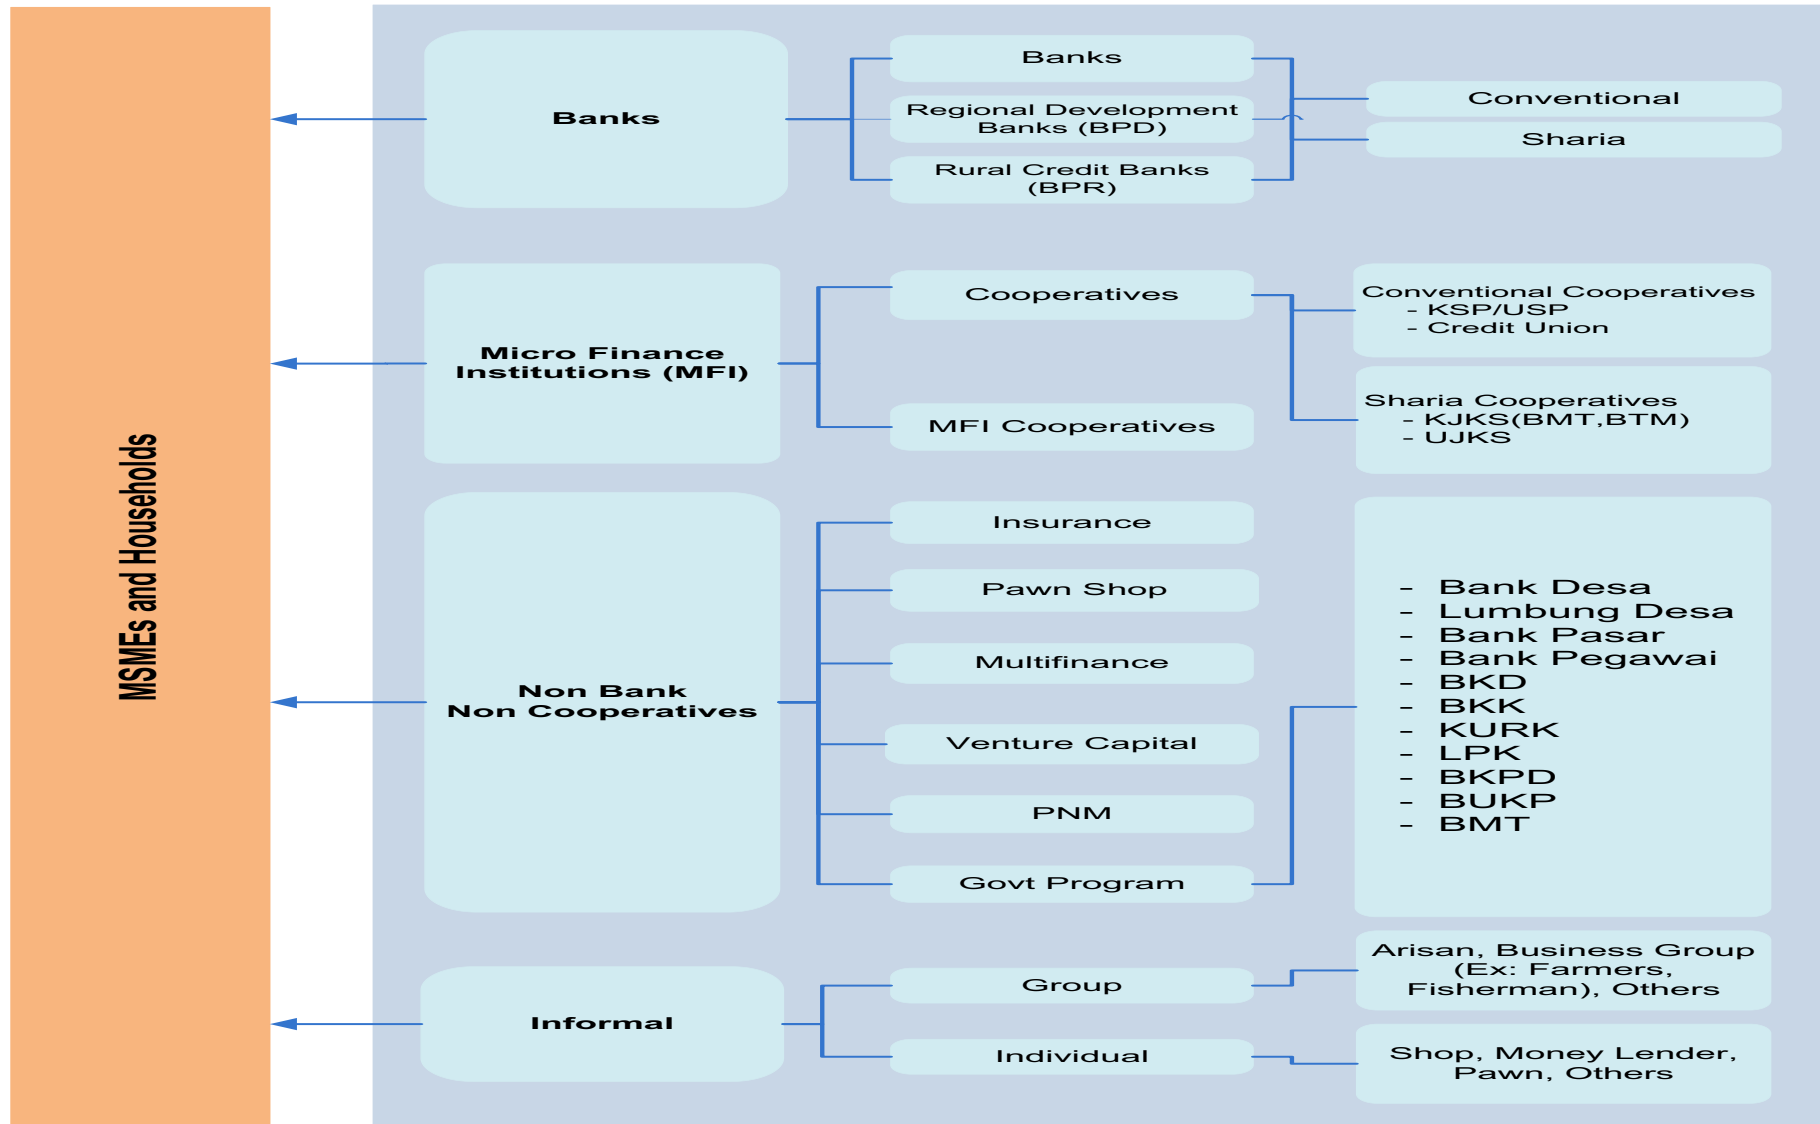 MSMEs and Households
Banks
Banks
Regional Development
Banks (BPD)
Rural Credit Banks
(BPR)
Conventional
Sharia
Micro Finance
Institutions (MFI)
Cooperatives
MFI Cooperatives
Conventional Cooperatives
- KSP/USP
- Credit Union
Sharia Cooperatives
- KJKS(BMT,BTM)
- UJKS
Non Bank
Non Cooperatives
Insurance
Pawn Shop
Multifinance
Venture Capital
PNM
Govt Program
- Bank Desa
- Lumbung Desa
- Bank Pasar
- Bank Pegawai
- BKD
- BKK
- KURK
- LPK
- BKPD
- BUKP
- BMT
Informal
Group
Individual
Arisan, Business Group
(Ex: Farmers,
Fisherman), Others
Shop, Money Lender,
Pawn, Others